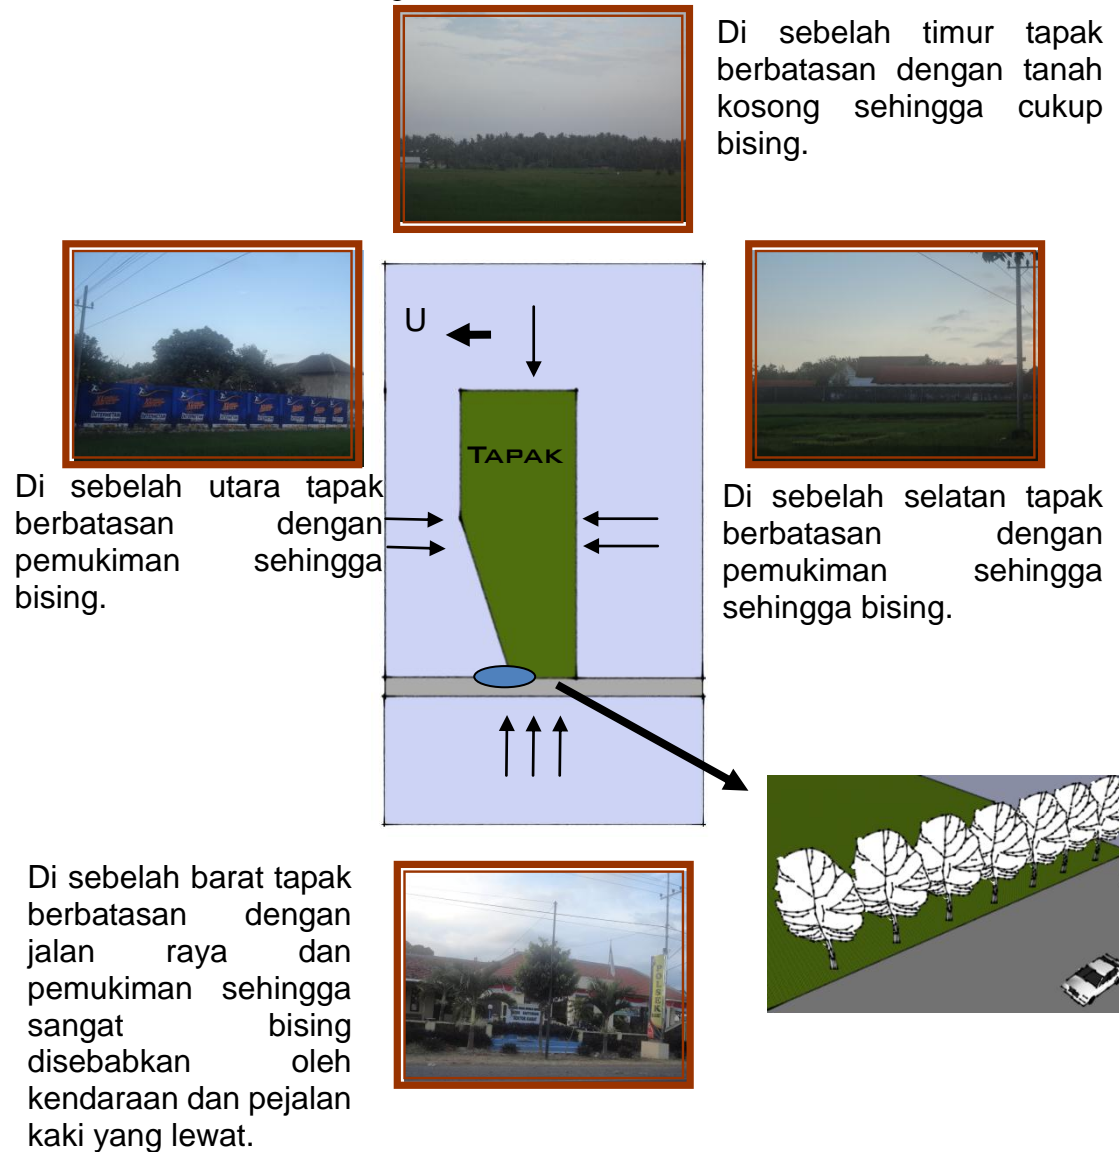 Di sebelah timur tapak
berbatasan dengan tanah
kosong sehingga cukup
bising.
U
TAPAK
Di sebelah utara tapak
berbatasan dengan
pemukiman sehingga
bising.
Di sebelah selatan tapak
berbatasan dengan
pemukiman sehingga
sehingga bising.
Di sebelah barat tapak
berbatasan dengan
jalan raya dan
pemukiman sehingga
sangat bising
disebabkan oleh
kendaraan dan pejalan
kaki yang lewat.
POLSEK